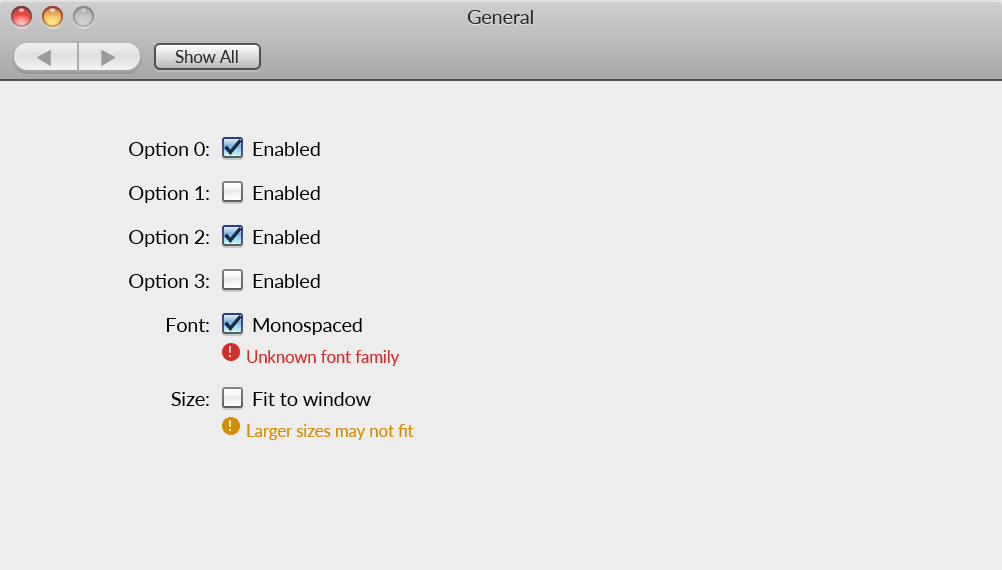 General
Show All
Option 0: Enabled
Option 1: Enabled
Option 2: Enabled
Option 3: Enabled
Font: Monospaced
Unknown font family
Size: Fit to window
Larger sizes may not fit